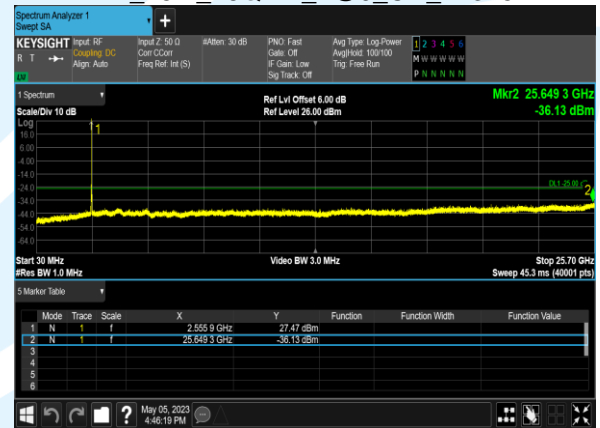 Spectrum Analyzer 1
Swept SA
KEYSIGHT
R T
LV
Input: RF
Coupling: DC
Align: Auto
Input Z: 50 Ω
Corr CCorr
Freq Ref: Int (S)
#Atten: 30 dB
PNO: Fast
Gate: Off
IF Gain: Low
Sig Track: Off
Avg Type: Log-Power
Avg|Hold: 100/100
Trig: Free Run
1 2 3 4 5 6
M W W W W W
P N N N N N
1 Spectrum
Scale/Div 10 dB
Ref Lvl Offset 6.00 dB
Ref Level 26.00 dBm
Mkr2 25.649 3 GHz
-36.13 dBm
Log
16.0
6.00
-4.00
-14.0
-24.0
-34.0
-44.0
-54.0
-64.0
1
2
Start 30 MHz
#Res BW 1.0 MHz
Video BW 3.0 MHz
Stop 25.70 GHz
Sweep 45.3 ms (40001 pts)
5 Marker Table
Mode Trace Scale X Y Function Function Width Function Value
1 N 1 f 2.555 9 GHz 27.47 dBm
2 N 1 f 25.649 3 GHz -36.13 dBm
3
4
5
6
?
May 05, 2023
4:46:19 PM